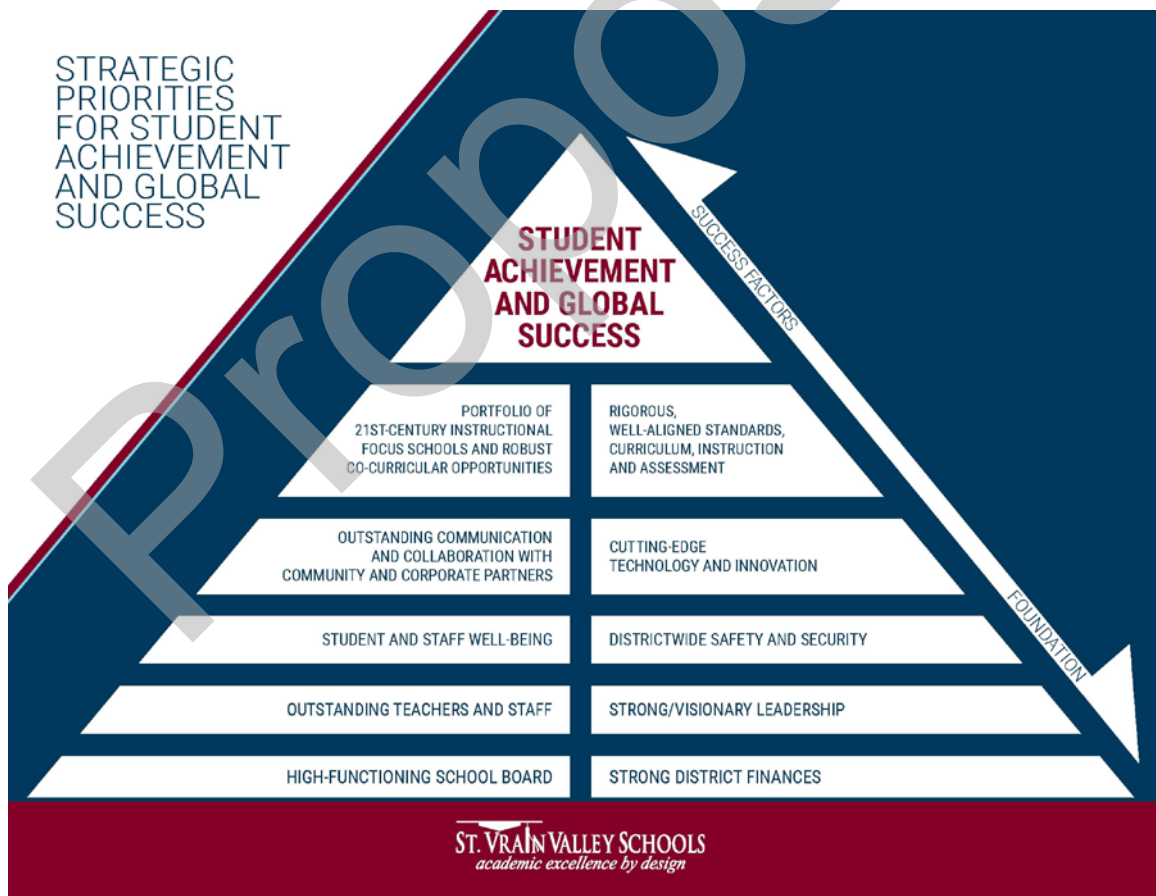 STRATEGIC
PRIORITIES
FOR STUDENT
ACHIEVEMENT
AND GLOBAL
SUCCESS
STUDENT
ACHIEVEMENT
AND GLOBAL
SUCCESS
SUCCESS FACTORS
FOUNDATION
PORTFOLIO OF
21ST-CENTURY INSTRUCTIONAL
FOCUS SCHOOLS AND ROBUST
CO-CURRICULAR OPPORTUNITIES
RIGOROUS,
WELL-ALIGNED STANDARDS,
CURRICULUM, INSTRUCTION
AND ASSESSMENT
OUTSTANDING COMMUNICATION
AND COLLABORATION WITH
COMMUNITY AND CORPORATE PARTNERS
CUTTING-EDGE
TECHNOLOGY AND INNOVATION
STUDENT AND STAFF WELL-BEING
DISTRICTWIDE SAFETY AND SECURITY
OUTSTANDING TEACHERS AND STAFF
STRONG/VISIONARY LEADERSHIP
HIGH-FUNCTIONING SCHOOL BOARD
STRONG DISTRICT FINANCES
ST. VRAIN VALLEY SCHOOLS
academic excellence by design